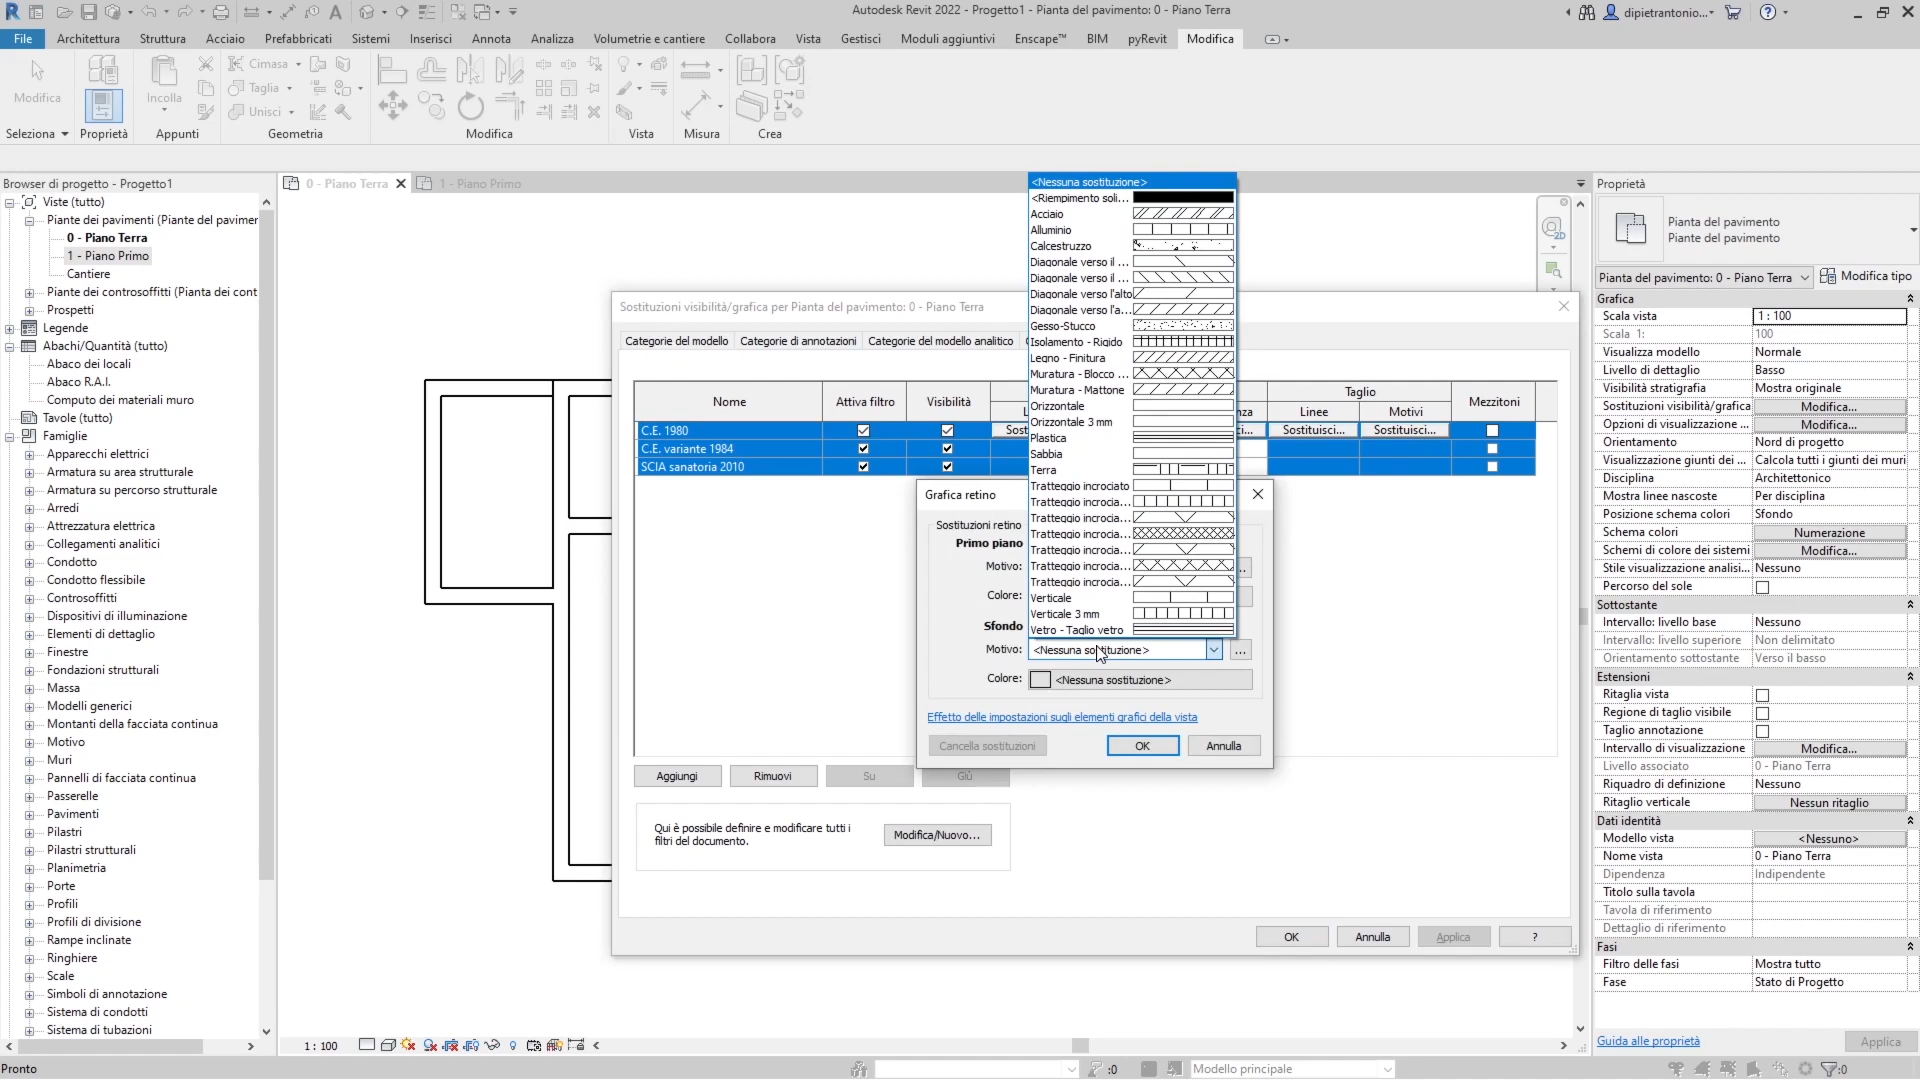 Autodesk Revit 2022 - Progetto1 - Pianta del pavimento: 0 - Piano Terra
dipietrantonio...
File Architettura Struttura Acciaio Prefabbricati Sistemi Inserisci Annota Analizza Volumetrie e cantiere Collabora Vista Gestisci Moduli aggiuntivi Enscape™ BIM pyRevit Modifica
Modifica
Incolla
Cimasa
Taglia
Unisci
Seleziona Proprietà Appunti Geometria Modifica Vista Misura Crea
Browser di progetto - Progetto1
Viste (tutto)
Piante dei pavimenti (Piante del pavimer
0 - Piano Terra
1 - Piano Primo
Cantiere
Piante dei controsoffitti (Pianta dei cont
Prospetti
Legende
Abachi/Quantità (tutto)
Abaco dei locali
Abaco R.A.I.
Computo dei materiali muro
Tavole (tutto)
Famiglie
Apparecchi elettrici
Armatura su area strutturale
Armatura su percorso strutturale
Arredi
Attrezzatura elettrica
Collegamenti analitici
Condotto
Condotto flessibile
Controsoffitti
Dispositivi di illuminazione
Elementi di dettaglio
Finestre
Fondazioni strutturali
Massa
Modelli generici
Montanti della facciata continua
Motivo
Muri
Pannelli di facciata continua
Passerelle
Pavimenti
Pilastri
Pilastri strutturali
Planimetria
Porte
Profili
Profili di divisione
Rampe inclinate
Ringhiere
Scale
Simboli di annotazione
Sistema di condotti
Sistema di tubazioni
0 - Piano Terra
1 - Piano Primo
2D
Sostituzioni visibilità/grafica per Pianta del pavimento: 0 - Piano Terra
Categorie del modello Categorie di annotazioni Categorie del modello analitico
Nome Attiva filtro Visibilità Taglio Mezzitoni
Linee Motivi
C.E. 1980 Sost Sostituisci... Sostituisci...
C.E. variante 1984
SCIA sanatoria 2010
Aggiungi Rimuovi Su Giù
Qui è possibile definire e modificare tutti i
filtri del documento.
Modifica/Nuovo...
OK Annulla Applica ?
<Nessuna sostituzione>
<Riempimento soli...
Acciaio
Alluminio
Calcestruzzo
Diagonale verso il ...
Diagonale verso il ...
Diagonale verso l'alto
Diagonale verso l'a...
Gesso-Stucco
Isolamento - Rigido
Legno - Finitura
Muratura - Blocco ...
Muratura - Mattone
Orizzontale
Orizzontale 3 mm
Plastica
Sabbia
Terra
Tratteggio incrociato
Tratteggio incrocia...
Tratteggio incrocia...
Tratteggio incrocia...
Tratteggio incrocia...
Tratteggio incrocia...
Tratteggio incrocia...
Verticale
Verticale 3 mm
Vetro - Taglio vetro
Grafica retino
Sostituzioni retino
Primo piano
Motivo:
Colore:
Sfondo
Motivo: <Nessuna sostituzione> ...
Colore: <Nessuna sostituzione>
Effetto delle impostazioni sugli elementi grafici della vista
Cancella sostituzioni OK Annulla
Proprietà
Pianta del pavimento
Piante del pavimento
Pianta del pavimento: 0 - Piano Terra Modifica tipo
Grafica
Scala vista 1 : 100
Scala 1: 100
Visualizza modello Normale
Livello di dettaglio Basso
Visibilità stratigrafia Mostra originale
Sostituzioni visibilità/grafica Modifica...
Opzioni di visualizzazione ... Modifica...
Orientamento Nord di progetto
Visualizzazione giunti dei ... Calcola tutti i giunti dei muri
Disciplina Architettonico
Mostra linee nascoste Per disciplina
Posizione schema colori Sfondo
Schema colori Numerazione
Schemi di colore dei sistemi Modifica...
Stile visualizzazione analisi... Nessuno
Percorso del sole
Sottostante
Intervallo: livello base Nessuno
Intervallo: livello superiore Non delimitato
Orientamento sottostante Verso il basso
Estensioni
Ritaglia vista
Regione di taglio visibile
Taglio annotazione
Intervallo di visualizzazione Modifica...
Livello associato 0 - Piano Terra
Riquadro di definizione Nessuno
Ritaglio verticale Nessun ritaglio
Dati identità
Modello vista <Nessuno>
Nome vista 0 - Piano Terra
Dipendenza Indipendente
Titolo sulla tavola
Tavola di riferimento
Dettaglio di riferimento
Fasi
Filtro delle fasi Mostra tutto
Fase Stato di Progetto
Guida alle proprietà Applica
1 : 100
Pronto
:0
Modello principale
:0